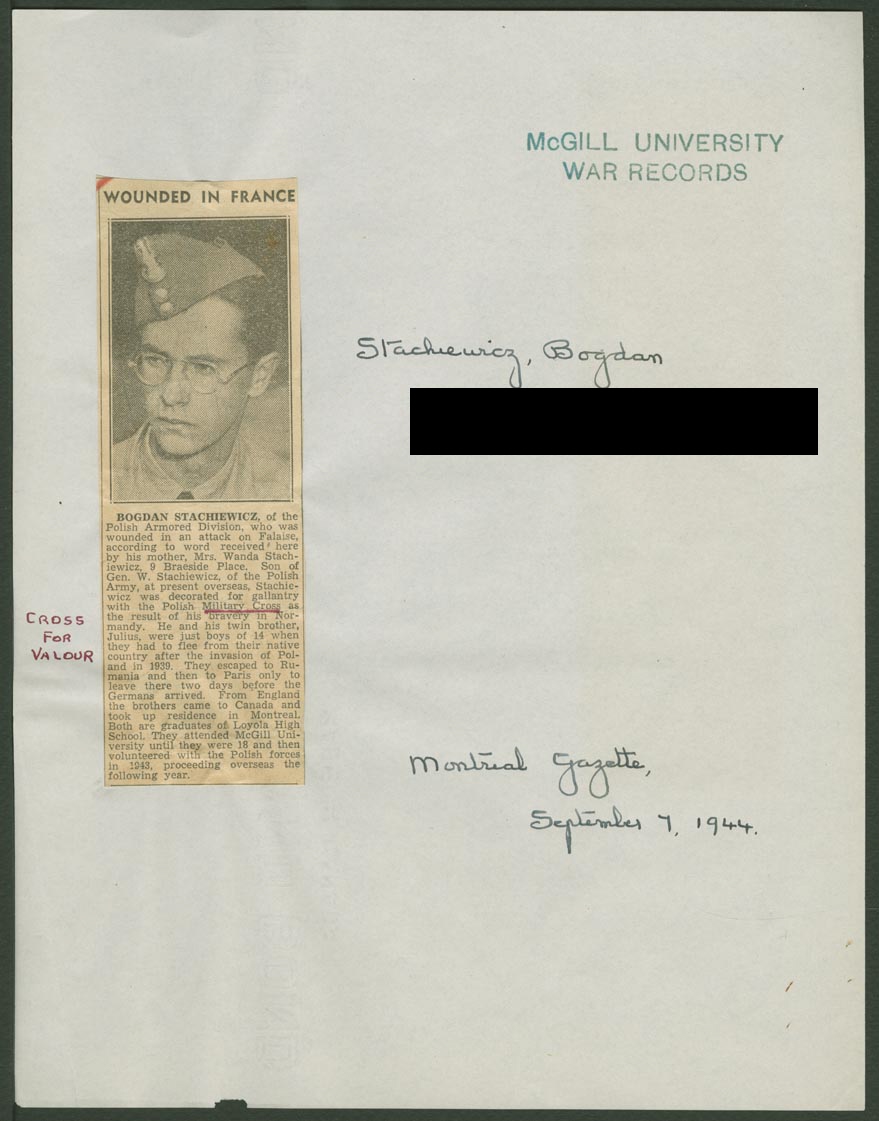 McGILL UNIVERSITY
WAR RECORDS
WOUNDED IN FRANCE
Stachiewicz, Bogdan
BOGDAN STACHIEWICZ, of the
Polish Armored Division, who was
wounded in an attack on Falaise,
according to word received here
by his mother, Mrs. Wanda Stach-
iewicz, 9 Braeside Place. Son of
Gen. W. Stachiewicz, of the Polish
Army, at present overseas, Stachie-
wicz was decorated for gallantry
with the Polish Military Cross as
the result of his bravery in Nor-
mandy. He and his twin brother,
Julius, were just boys of 14 when
they had to flee from their native
country after the invasion of Pol-
and in 1939. They escaped to Ru-
mania and then to Paris only to
leave there two days before the
Germans arrived. From England
the brothers came to Canada and
took up residence in Montreal.
Both are graduates of Loyola High
School. They attended McGill Uni-
versity until they were 18 and then
volunteered with the Polish forces
in 1943, proceeding overseas the
following year.
CROSS
FOR
VALOUR
Montreal Gazette,
September 7, 1944.